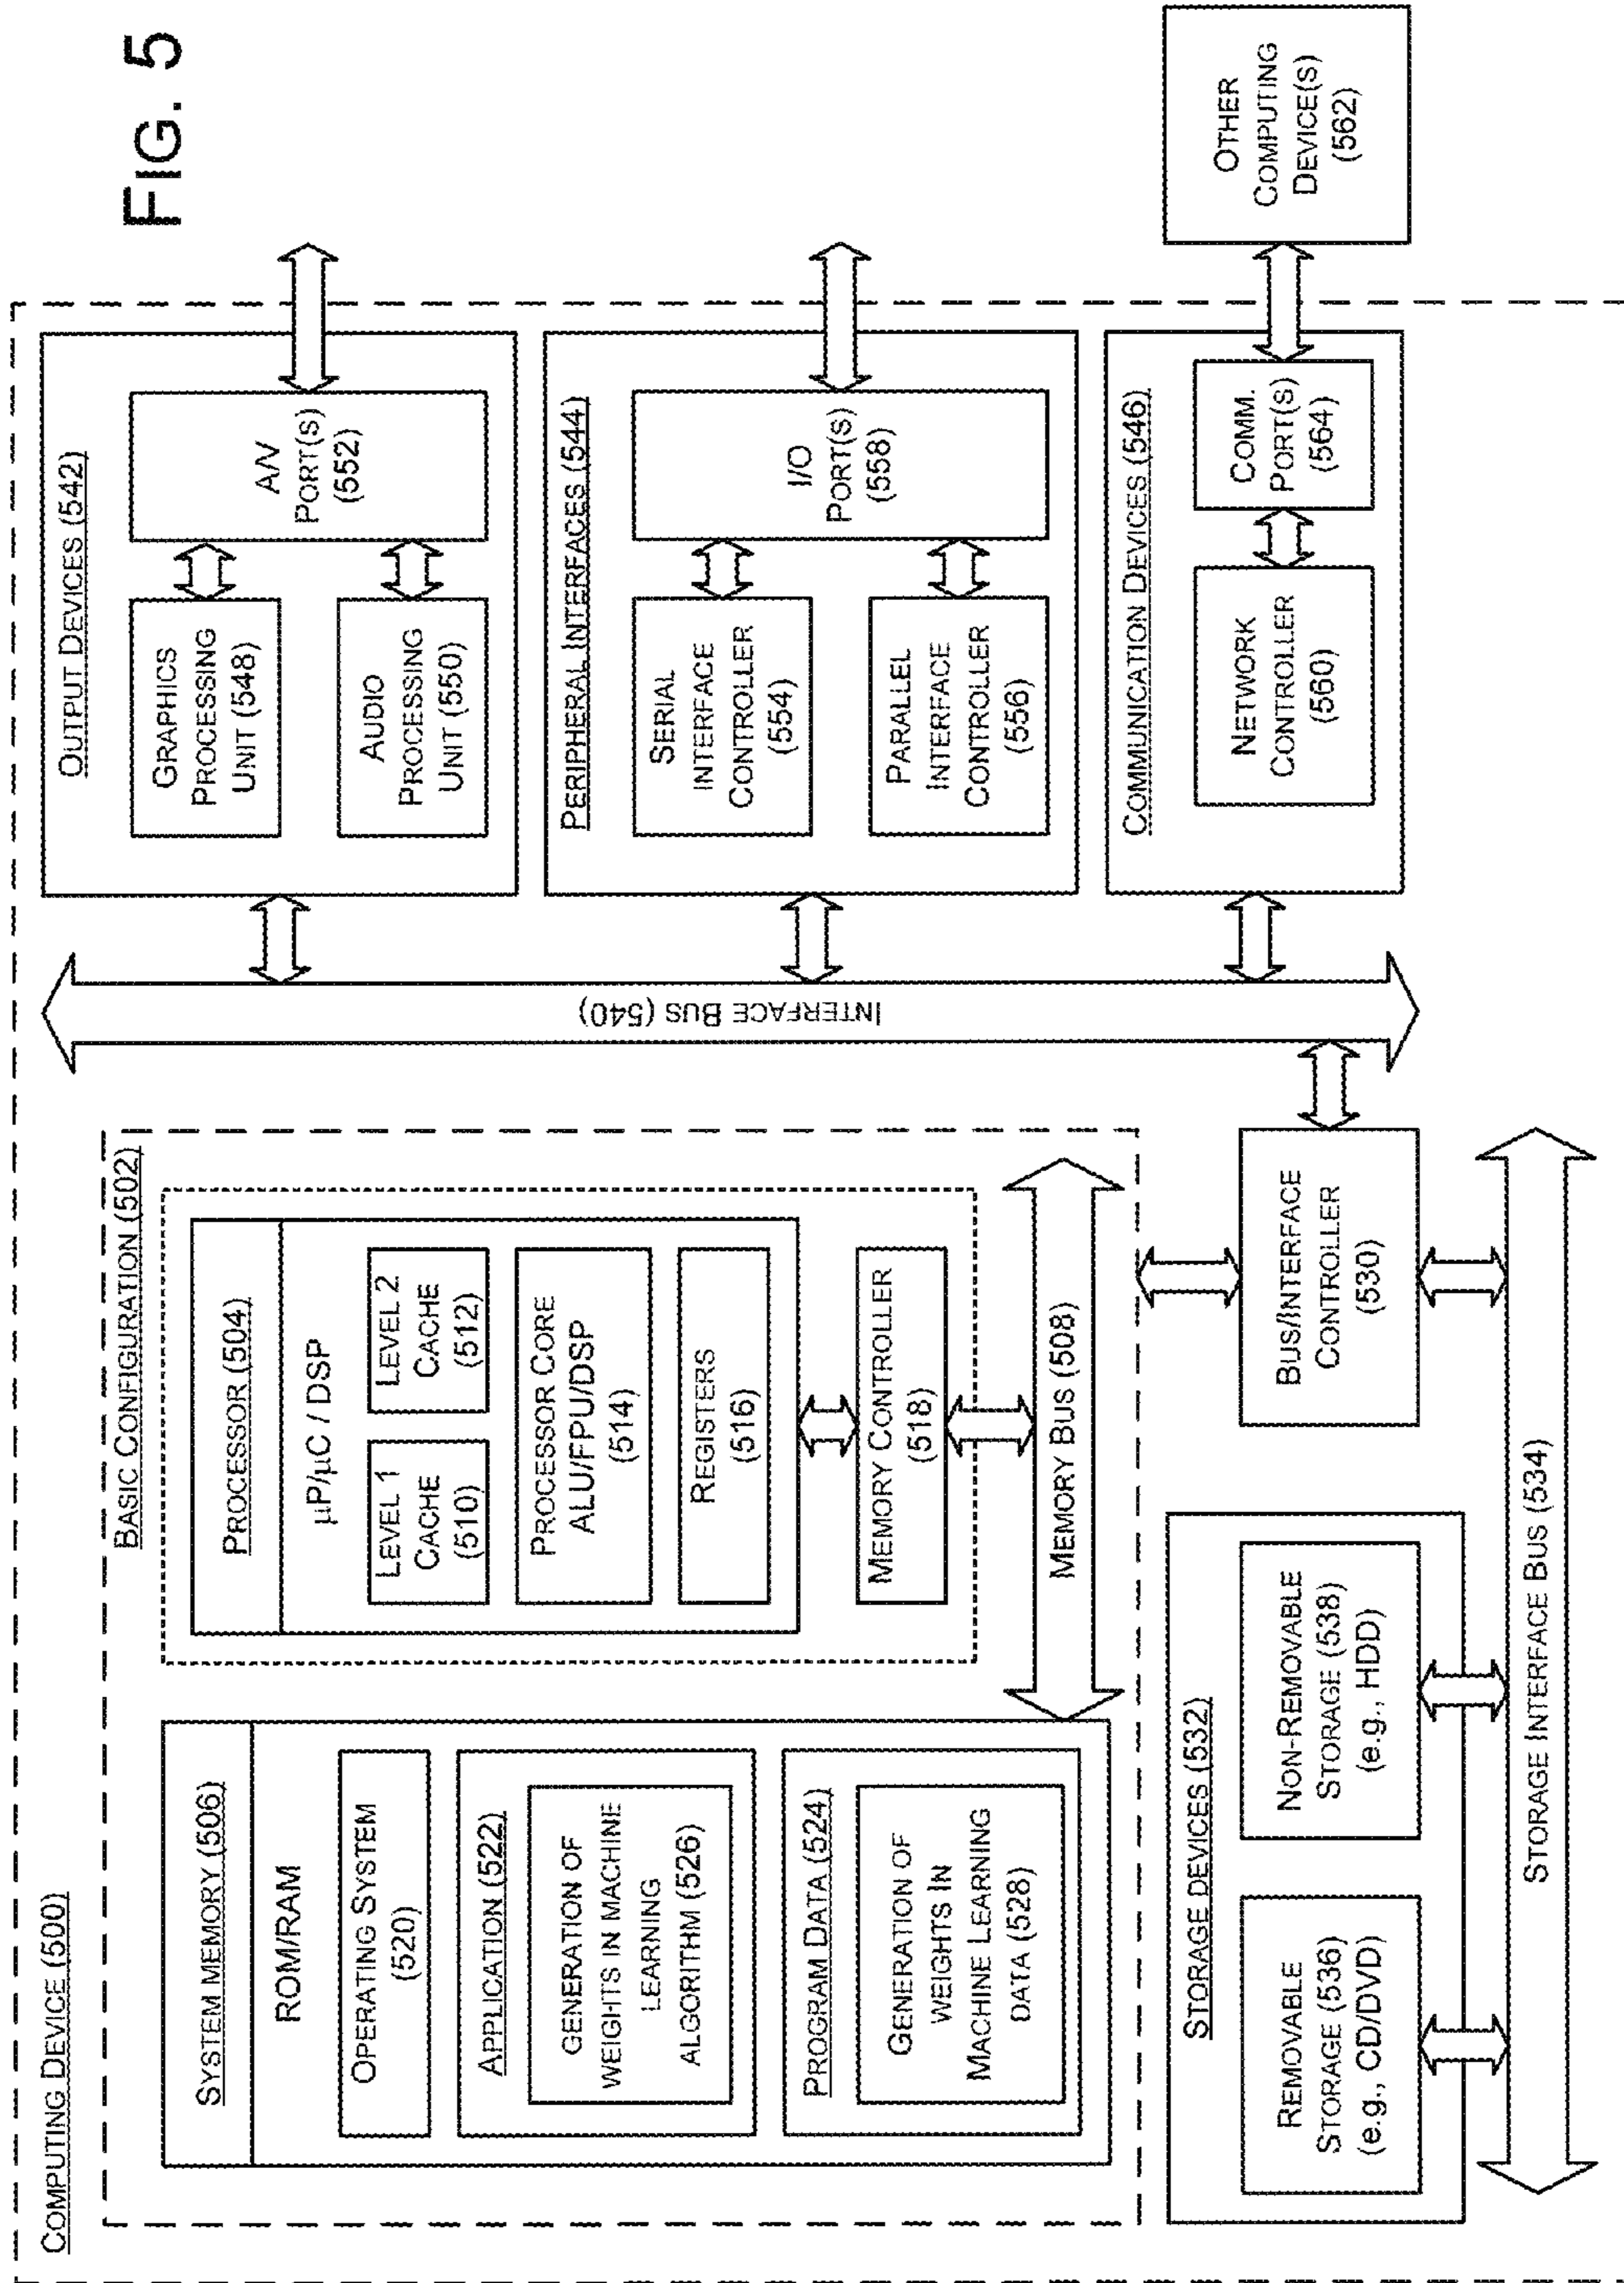 COMPUTING DEVICE (500)
BASIC CONFIGURATION (502)
SYSTEM MEMORY (506)
ROM/RAM
OPERATING SYSTEM
(520)
APPLICATION (522)
GENERATION OF
WEIGHTS IN MACHINE
LEARNING
ALGORITHM (526)
PROGRAM DATA (524)
GENERATION OF
WEIGHTS IN
MACHINE LEARNING
DATA (528)
PROCESSOR (504)
µP/µC / DSP
LEVEL 1
CACHE
(510)
LEVEL 2
CACHE
(512)
PROCESSOR CORE
ALU/FPU/DSP
(514)
REGISTERS
(516)
MEMORY CONTROLLER
(518)
MEMORY BUS (508)
BUS/INTERFACE
CONTROLLER
(530)
STORAGE DEVICES (532)
REMOVABLE
STORAGE (536)
(e.g., CD/DVD)
NON-REMOVABLE
STORAGE (538)
(e.g., HDD)
STORAGE INTERFACE BUS (534)
INTERFACE BUS (540)
OUTPUT DEVICES (542)
GRAPHICS
PROCESSING
UNIT (548)
AUDIO
PROCESSING
UNIT (550)
A/V
PORT(S)
(552)
PERIPHERAL INTERFACES (544)
SERIAL
INTERFACE
CONTROLLER
(554)
PARALLEL
INTERFACE
CONTROLLER
(556)
I/O
PORT(S)
(558)
COMMUNICATION DEVICES (546)
NETWORK
CONTROLLER
(560)
COMM.
PORT(S)
(564)
OTHER
COMPUTING
DEVICE(S)
(562)
FIG. 5